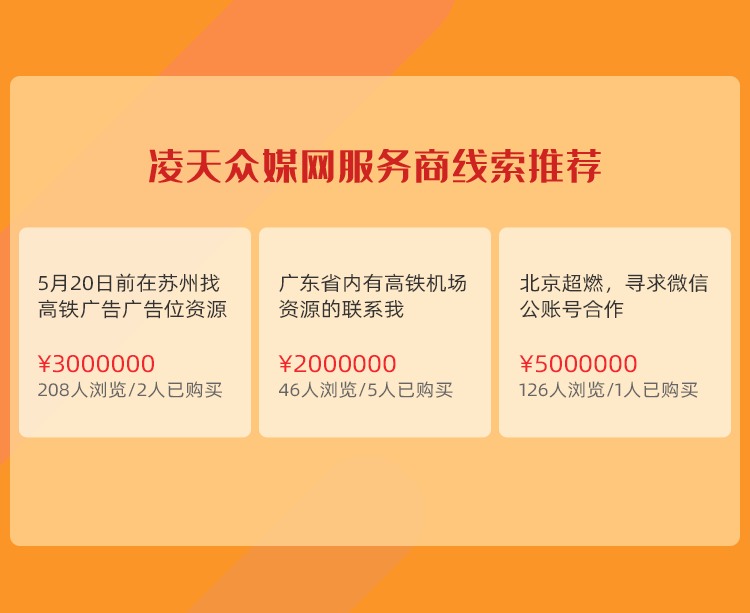 凌天众媒网服务商线索推荐
5月20日前在苏州找
高铁广告广告位资源
¥3000000
208人浏览/2人已购买
广东省内有高铁机场
资源的联系我
¥2000000
46人浏览/5人已购买
北京超燃，寻求微信
公账号合作
¥5000000
126人浏览/1人已购买